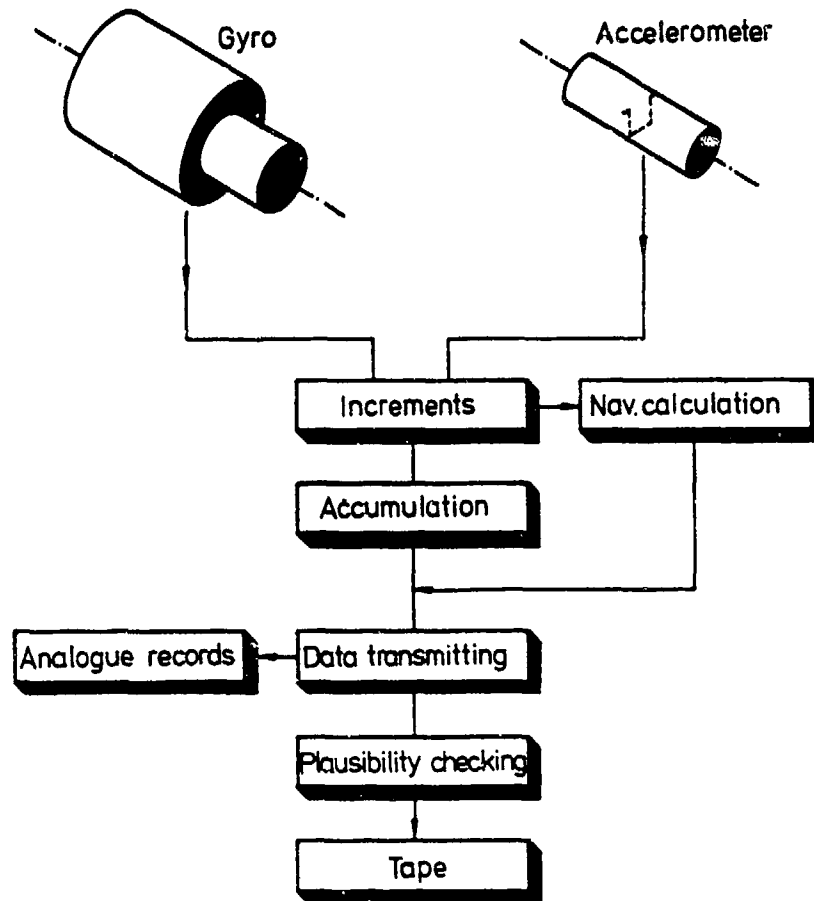 Gyro
Accelerometer
Increments
Nav. calculation
Accumulation
Analogue records
Data transmitting
Plausibility checking
Tape